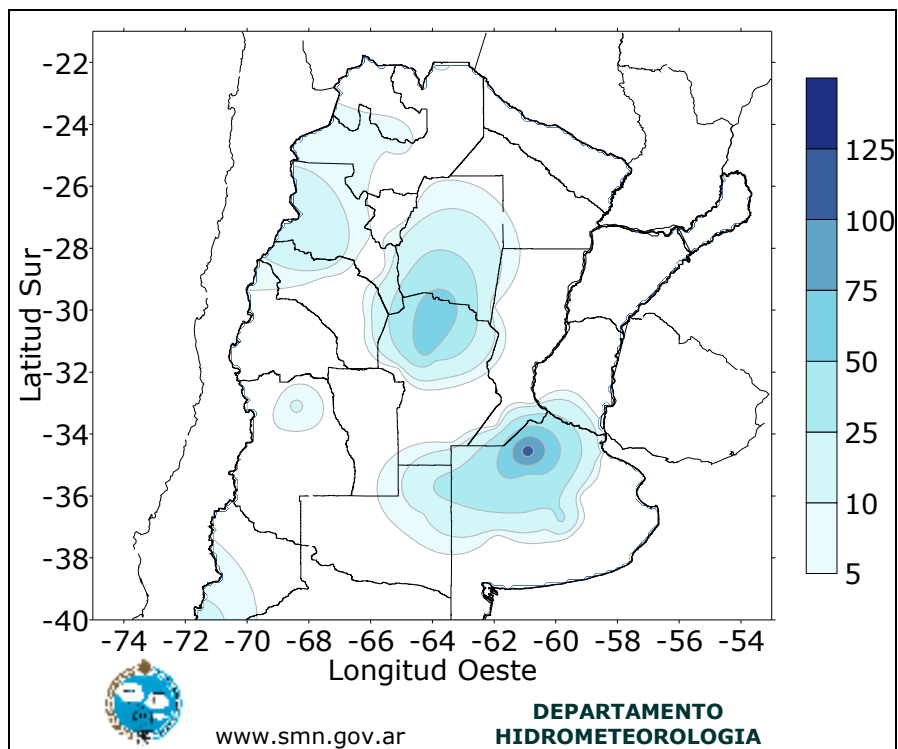 -22
-24
-26
-28
-30
-32
-34
-36
-38
-40
Latitud Sur
-74 -72 -70 -68 -66 -64 -62 -60 -58 -56 -54
Longitud Oeste
125
100
75
50
25
10
5
www.smn.gov.ar
DEPARTAMENTO
HIDROMETEOROLOGIA